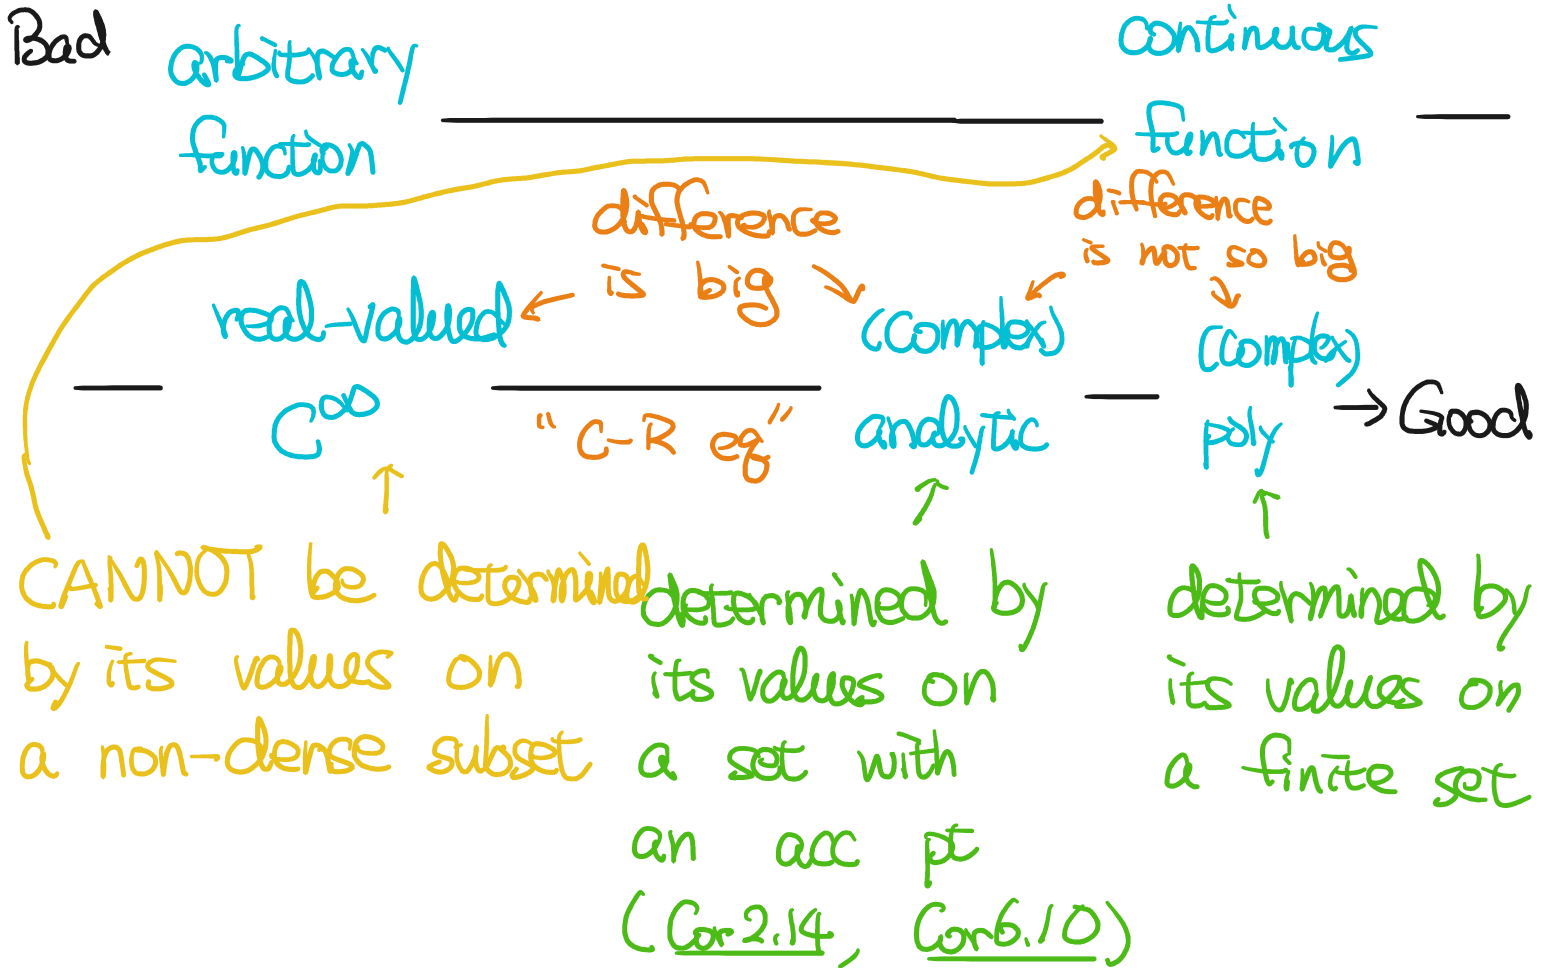 Bad
arbitrary
function
continuous
function
difference
is big
difference
is not so big
real-valued
C∞
"C-R eq"
(complex)
analytic
(complex)
poly
Good
CANNOT be determined
by its values on
a non-dense subset
determined by
its values on
a set with
an acc pt
(Cor 2.14, Cor 6.10)
determined by
its values on
a finite set